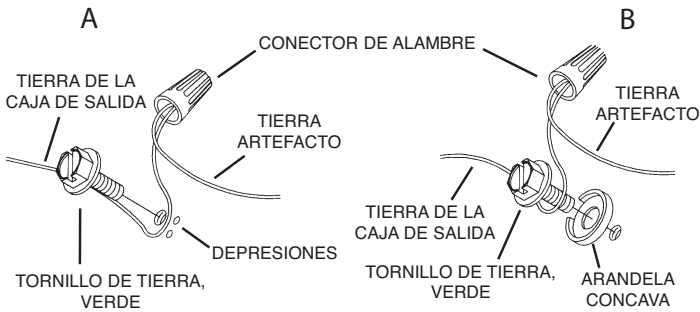 A
B
CONECTOR DE ALAMBRE
TIERRA DE LA
CAJA DE SALIDA
TIERRA
ARTEFACTO
DEPRESIONES
TORNILLO DE TIERRA,
VERDE
TIERRA
ARTEFACTO
TIERRA DE LA
CAJA DE SALIDA
TORNILLO DE TIERRA,
VERDE
ARANDELA
CONCAVA